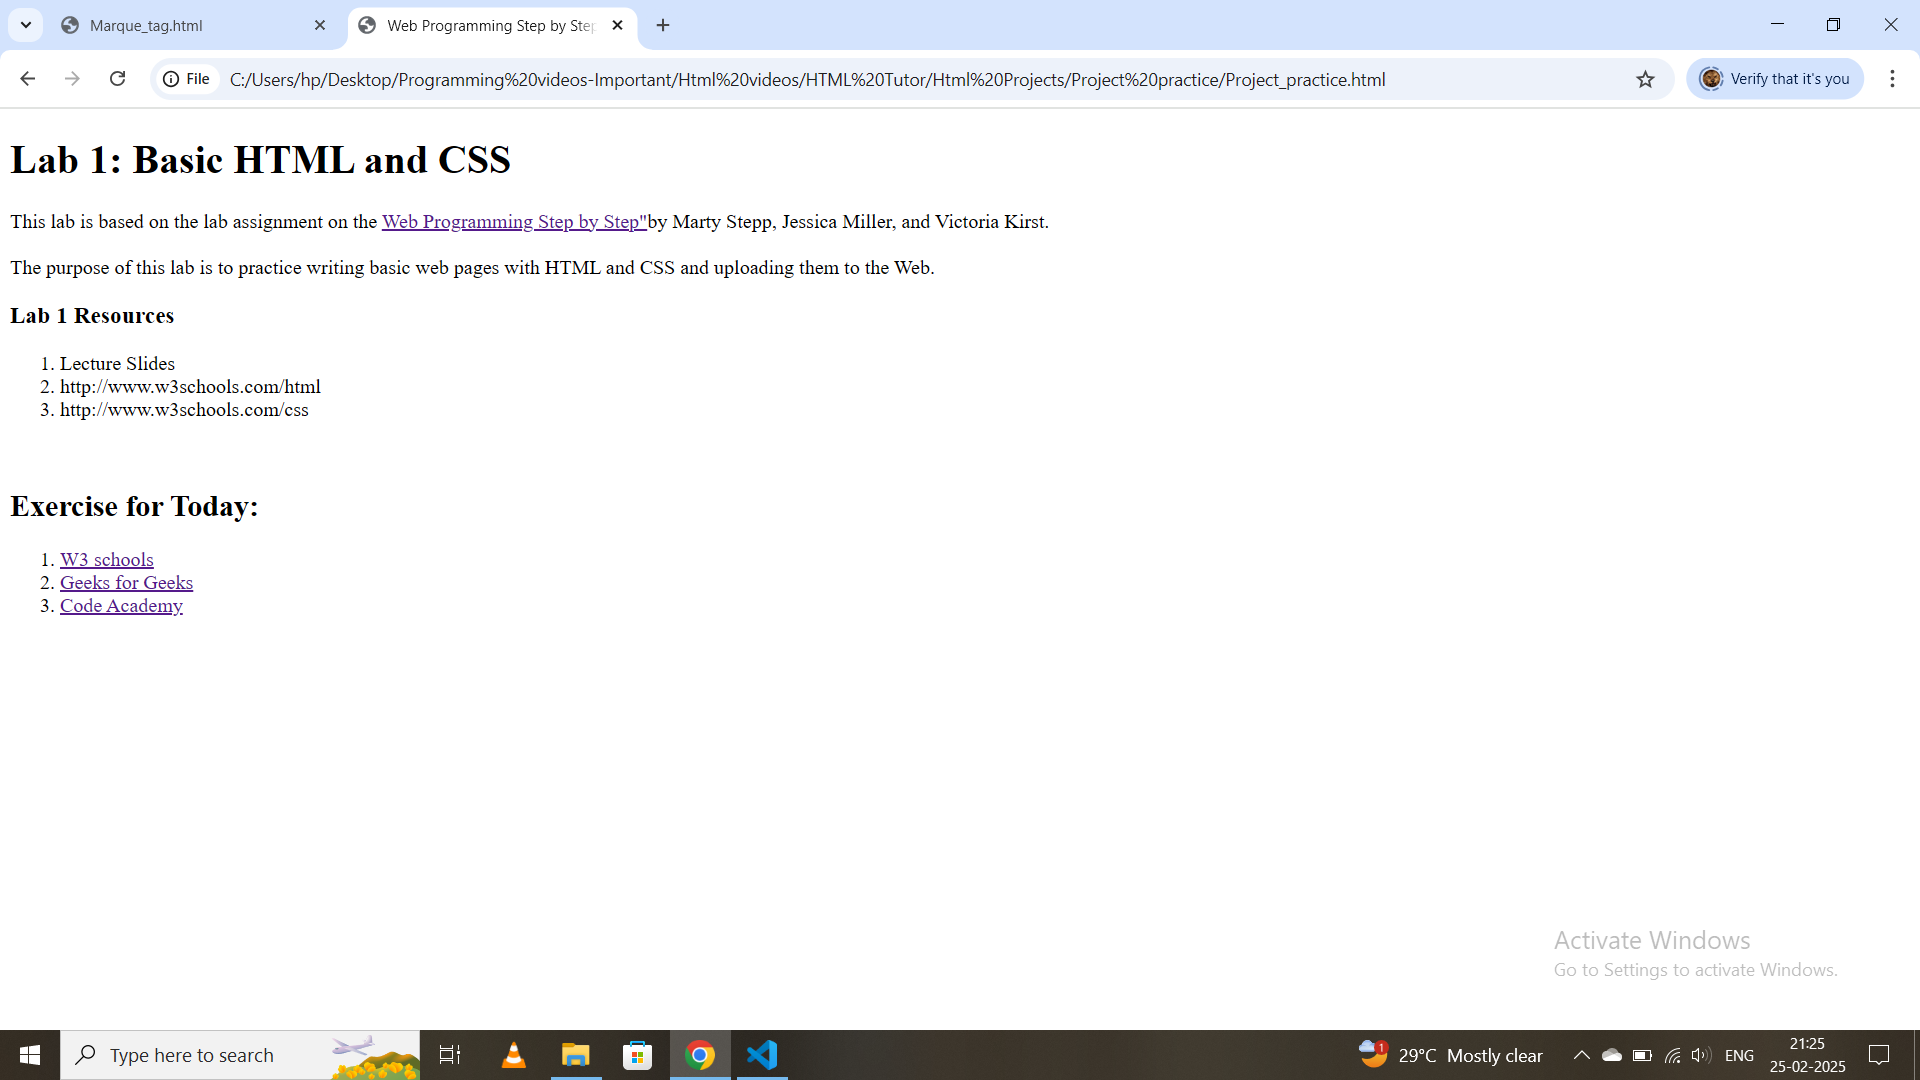 Marque_tag.html
Web Programming Step by Step
File
C:/Users/hp/Desktop/Programming%20videos-Important/Html%20videos/HTML%20Tutor/Html%20Projects/Project%20practice/Project_practice.html
Verify that it's you
Lab 1: Basic HTML and CSS
This lab is based on the lab assignment on the Web Programming Step by Step"by Marty Stepp, Jessica Miller, and Victoria Kirst.
The purpose of this lab is to practice writing basic web pages with HTML and CSS and uploading them to the Web.
Lab 1 Resources
1. Lecture Slides
2. http://www.w3schools.com/html
3. http://www.w3schools.com/css
Exercise for Today:
1. W3 schools
2. Geeks for Geeks
3. Code Academy
Activate Windows
Go to Settings to activate Windows.
Type here to search
1
29°C Mostly clear
ENG
21:25
25-02-2025